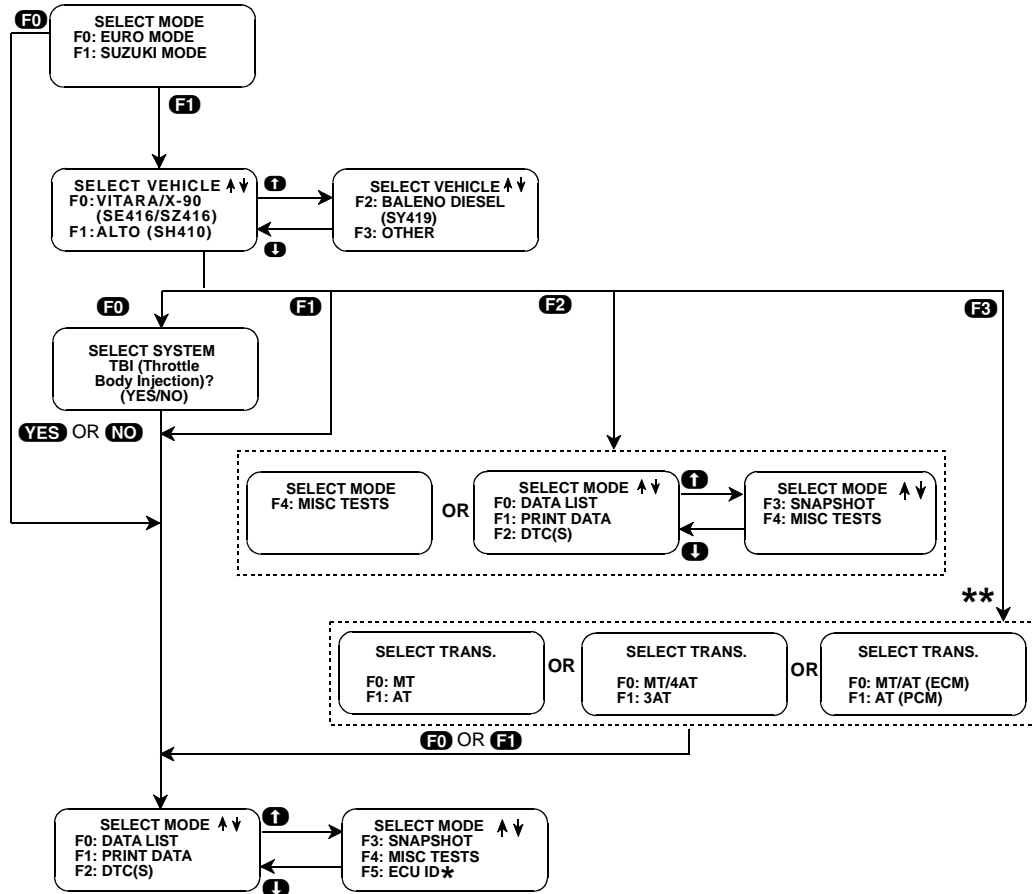 F0
SELECT MODE
F0: EURO MODE
F1: SUZUKI MODE
F1
SELECT VEHICLE
F0:VITARA/X-90
(SE416/SZ416)
F1:ALTO (SH410)
SELECT VEHICLE
F2: BALENO DIESEL
(SY419)
F3: OTHER
F0
F1
F2
F3
SELECT SYSTEM
TBI (Throttle
Body Injection)?
(YES/NO)
YES OR NO
SELECT MODE
F4: MISC TESTS
OR
SELECT MODE
F0: DATA LIST
F1: PRINT DATA
F2: DTC(S)
SELECT MODE
F3: SNAPSHOT
F4: MISC TESTS
**
SELECT TRANS.
F0: MT
F1: AT
OR
SELECT TRANS.
F0: MT/4AT
F1: 3AT
OR
SELECT TRANS.
F0: MT/AT (ECM)
F1: AT (PCM)
F0 OR F1
SELECT MODE
F0: DATA LIST
F1: PRINT DATA
F2: DTC(S)
SELECT MODE
F3: SNAPSHOT
F4: MISC TESTS
F5: ECU ID*